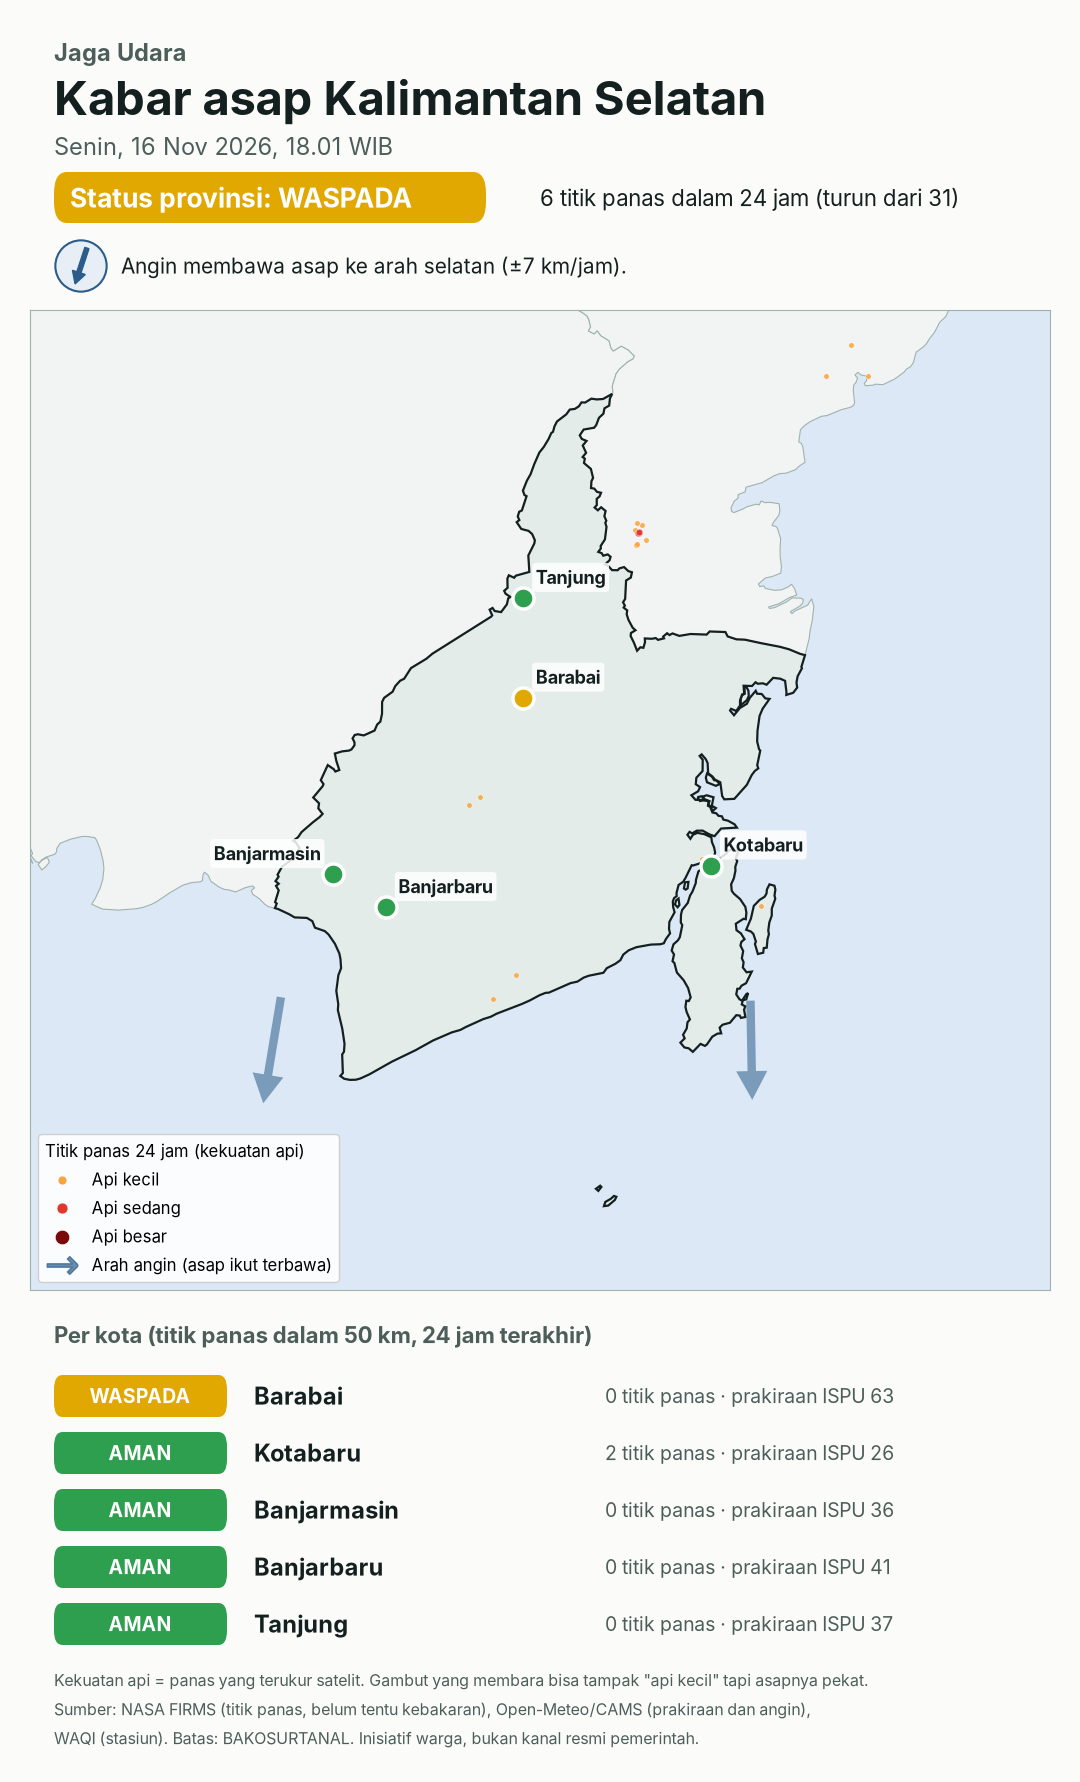 Jaga Udara
Kabar asap Kalimantan Selatan
Senin, 16 Nov 2026, 18.01 WIB
Status provinsi: WASPADA
6 titik panas dalam 24 jam (turun dari 31)
Angin membawa asap ke arah selatan (±7 km/jam).
Tanjung
Barabai
Kotabaru
Banjarmasin
Banjarbaru
Titik panas 24 jam (kekuatan api)
Api kecil
Api sedang
Api besar
Arah angin (asap ikut terbawa)
Per kota (titik panas dalam 50 km, 24 jam terakhir)
WASPADA Barabai 0 titik panas · prakiraan ISPU 63
AMAN Kotabaru 2 titik panas · prakiraan ISPU 26
AMAN Banjarmasin 0 titik panas · prakiraan ISPU 36
AMAN Banjarbaru 0 titik panas · prakiraan ISPU 41
AMAN Tanjung 0 titik panas · prakiraan ISPU 37
Kekuatan api = panas yang terukur satelit. Gambut yang membara bisa tampak "api kecil" tapi asapnya pekat.
Sumber: NASA FIRMS (titik panas, belum tentu kebakaran), Open-Meteo/CAMS (prakiraan dan angin),
WAQI (stasiun). Batas: BAKOSURTANAL. Inisiatif warga, bukan kanal resmi pemerintah.